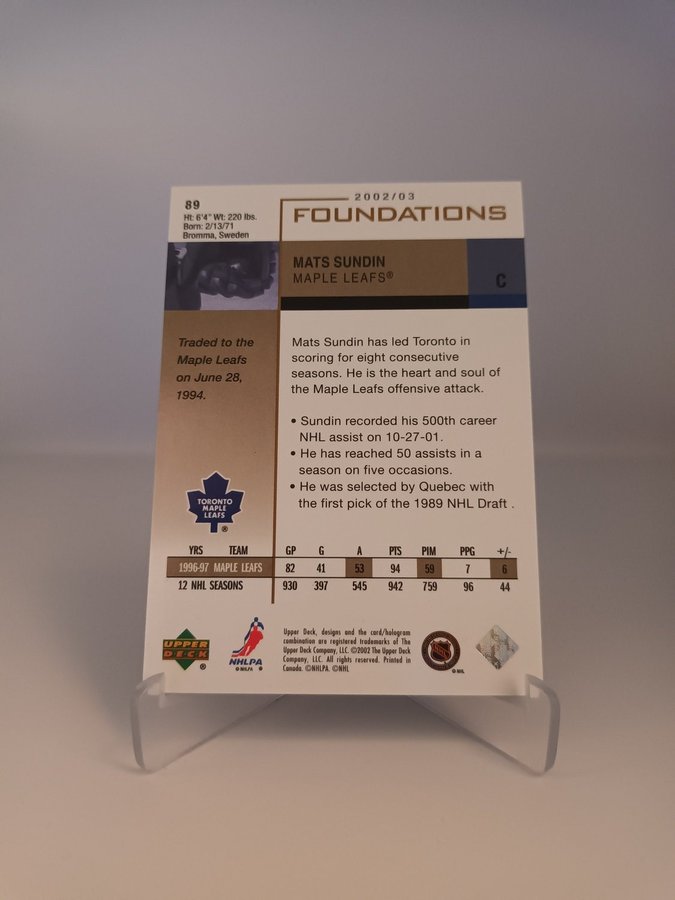 89
Ht: 6'4" Wt: 220 lbs.
Born: 2/13/71
Bromma, Sweden
2002/03
FOUNDATIONS
MATS SUNDIN
MAPLE LEAFS®
C
Traded to the
Maple Leafs
on June 28,
1994.
Mats Sundin has led Toronto in
scoring for eight consecutive
seasons. He is the heart and soul of
the Maple Leafs offensive attack.
• Sundin recorded his 500th career
NHL assist on 10-27-01.
• He has reached 50 assists in a
season on five occasions.
• He was selected by Quebec with
the first pick of the 1989 NHL Draft .
TORONTO
MAPLE
LEAFS
®
YRS TEAM GP G A PTS PIM PPG +/-
1996-97 MAPLE LEAFS 82 41 53 94 59 7 6
12 NHL SEASONS 930 397 545 942 759 96 44
UPPER
DECK
®
NHLPA
© NHLPA ®
Upper Deck, designs and the card/hologram
combination are registered trademarks of The
Upper Deck Company, LLC. ©2002 The Upper Deck
Company, LLC. All rights reserved. Printed in
Canada. ©NHLPA. ©NHL
NHL
© NHL